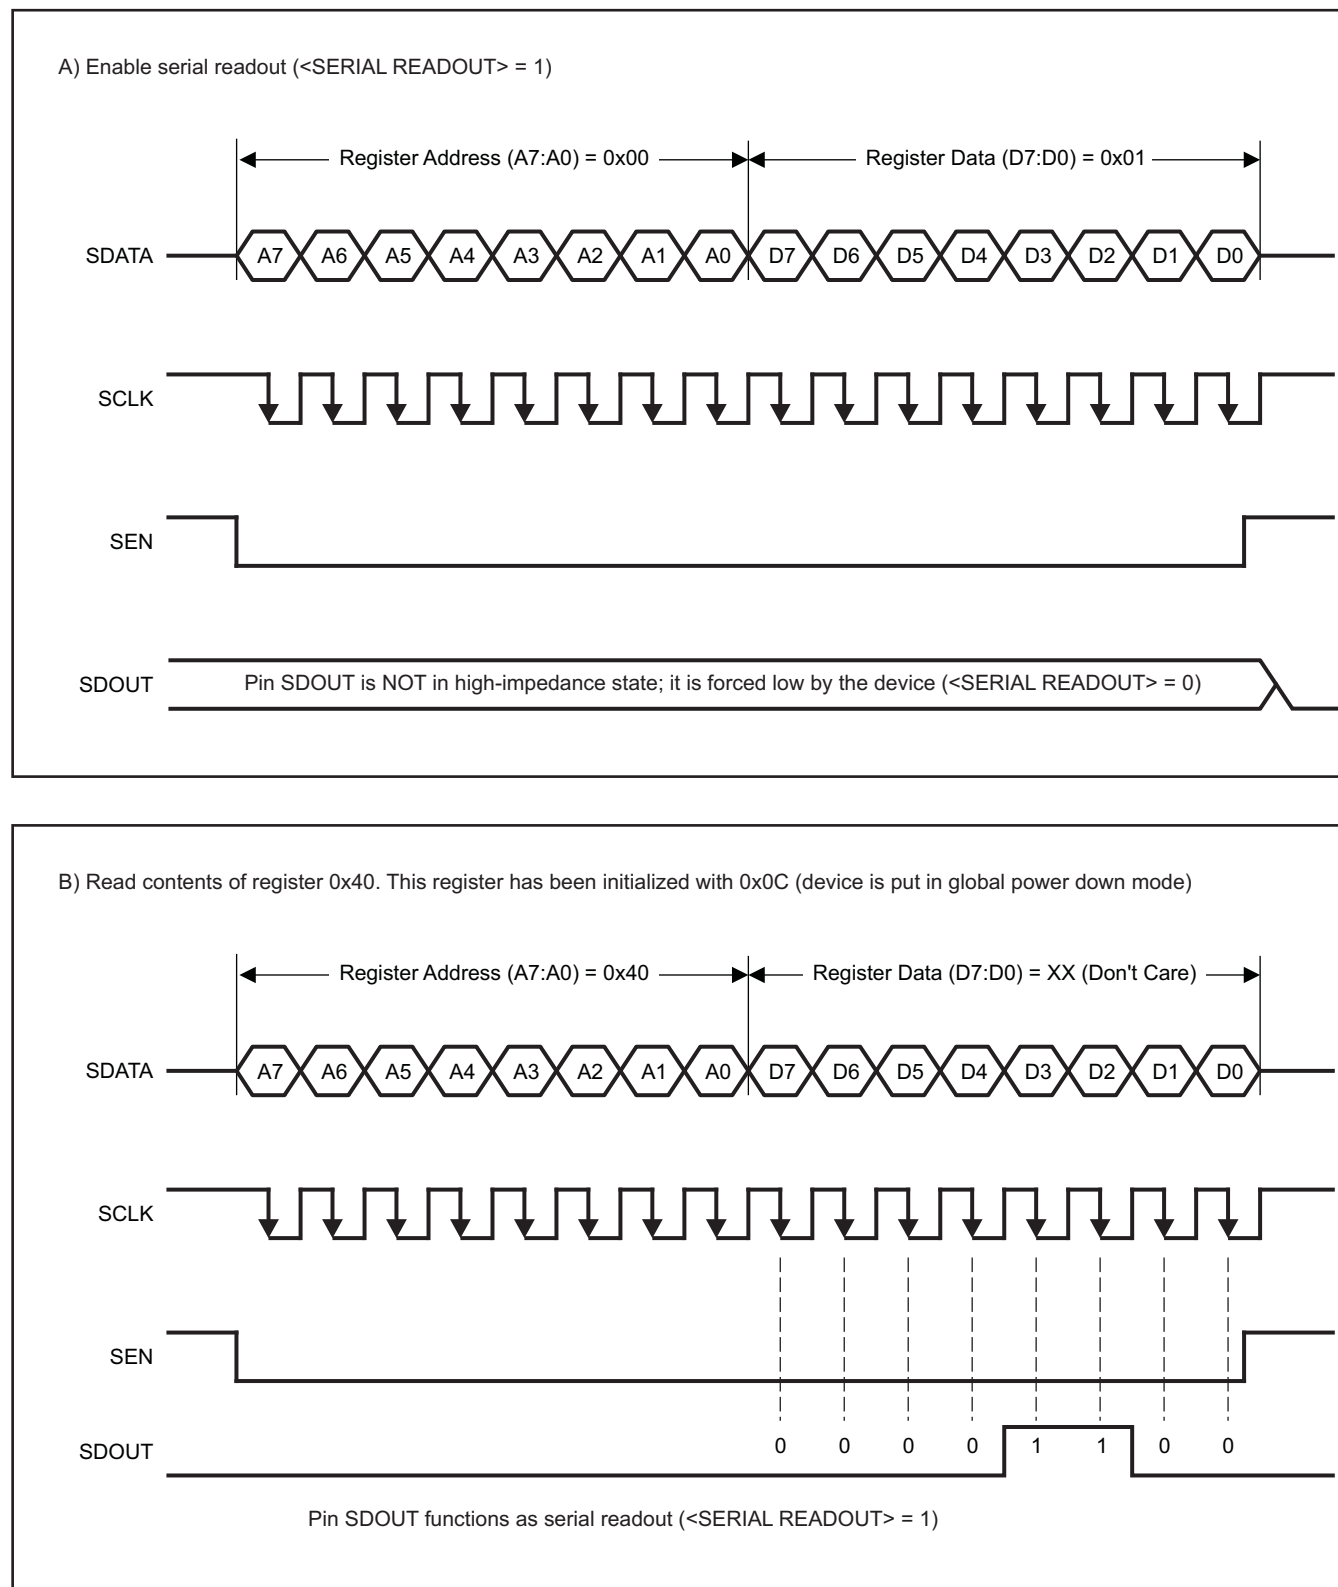 A) Enable serial readout (<SERIAL READOUT> = 1)
Register Address (A7:A0) = 0x00 Register Data (D7:D0) = 0x01
SDATA A7 A6 A5 A4 A3 A2 A1 A0 D7 D6 D5 D4 D3 D2 D1 D0
SCLK
SEN
SDOUT Pin SDOUT is NOT in high-impedance state; it is forced low by the device (<SERIAL READOUT> = 0)
B) Read contents of register 0x40. This register has been initialized with 0x0C (device is put in global power down mode)
Register Address (A7:A0) = 0x40 Register Data (D7:D0) = XX (Don't Care)
SDATA A7 A6 A5 A4 A3 A2 A1 A0 D7 D6 D5 D4 D3 D2 D1 D0
SCLK
SEN
SDOUT 0 0 0 0 1 1 0 0
Pin SDOUT functions as serial readout (<SERIAL READOUT> = 1)